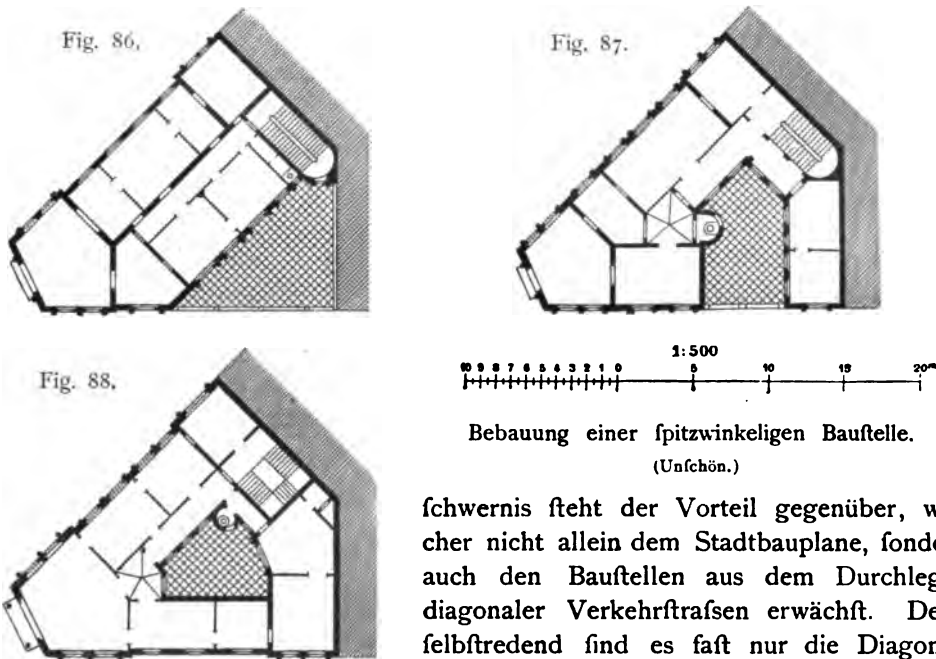 Fig. 86.
Fig. 87.
Fig. 88.
1:500
10 9 8 7 6 5 4 3 2 1 0 5 10 15 20m
Bebauung einer ſpitzwinkeligen Bauſtelle.
(Unſchön.)
ſchwernis ſteht der Vorteil gegenüber, w
cher nicht allein dem Stadtbauplane, ſonde
auch den Bauſtellen aus dem Durchleg
diagonaler Verkehrſtraſsen erwächſt. De
ſelbſtredend ſind es faſt nur die Diagon